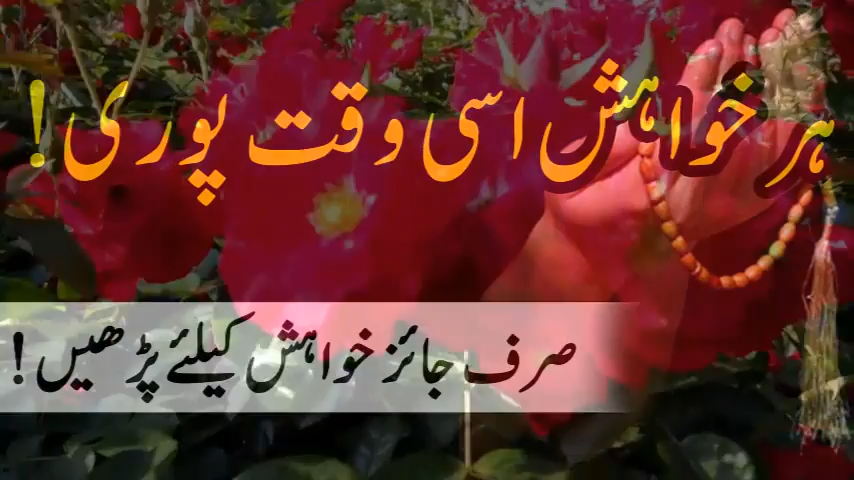 ہر خواہش اسی وقت پوری!
صرف جائز خواہش کیلئے پڑھیں!